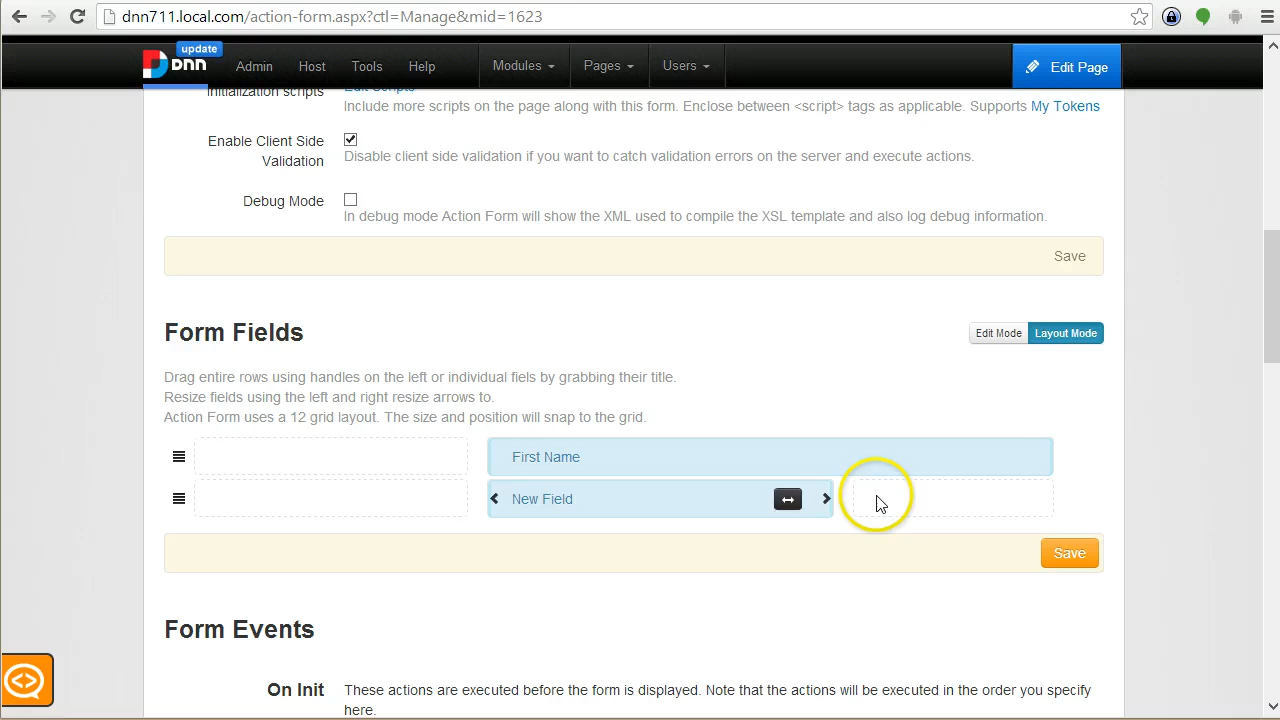 dnn711.local.com/action-form.aspx?ctl=Manage&mid=1623
update
DNN
Admin
Host
Tools
Help
Modules
Pages
Users
Edit Page
Initialization scripts
Edit Scripts
Include more scripts on the page along with this form. Enclose between <script> tags as applicable. Supports My Tokens
Enable Client Side
Validation
Disable client side validation if you want to catch validation errors on the server and execute actions.
Debug Mode
In debug mode Action Form will show the XML used to compile the XSL template and also log debug information.
Save
Form Fields
Edit Mode
Layout Mode
Drag entire rows using handles on the left or individual fiels by grabbing their title.
Resize fields using the left and right resize arrows to.
Action Form uses a 12 grid layout. The size and position will snap to the grid.
First Name
New Field
Save
Form Events
On Init
These actions are executed before the form is displayed. Note that the actions will be executed in the order you specify
here.